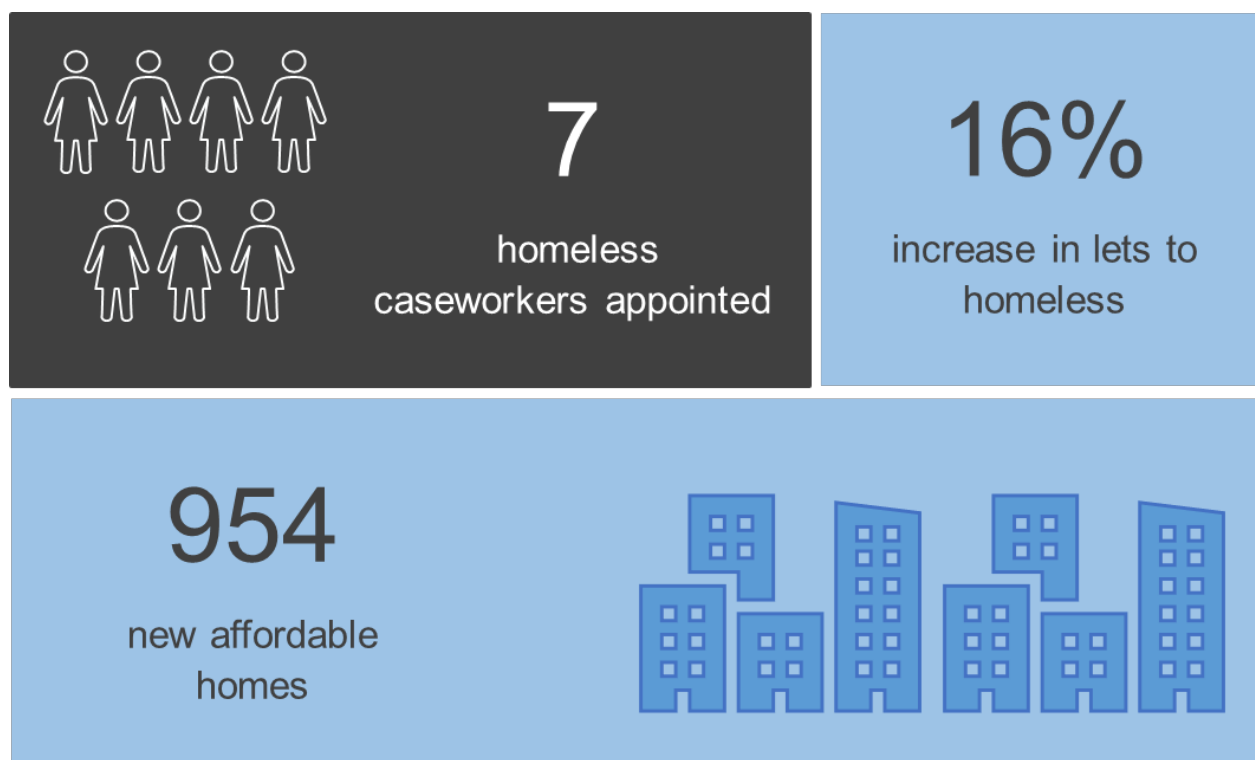 7
homeless
caseworkers appointed
16%
increase in lets to
homeless
954
new affordable
homes